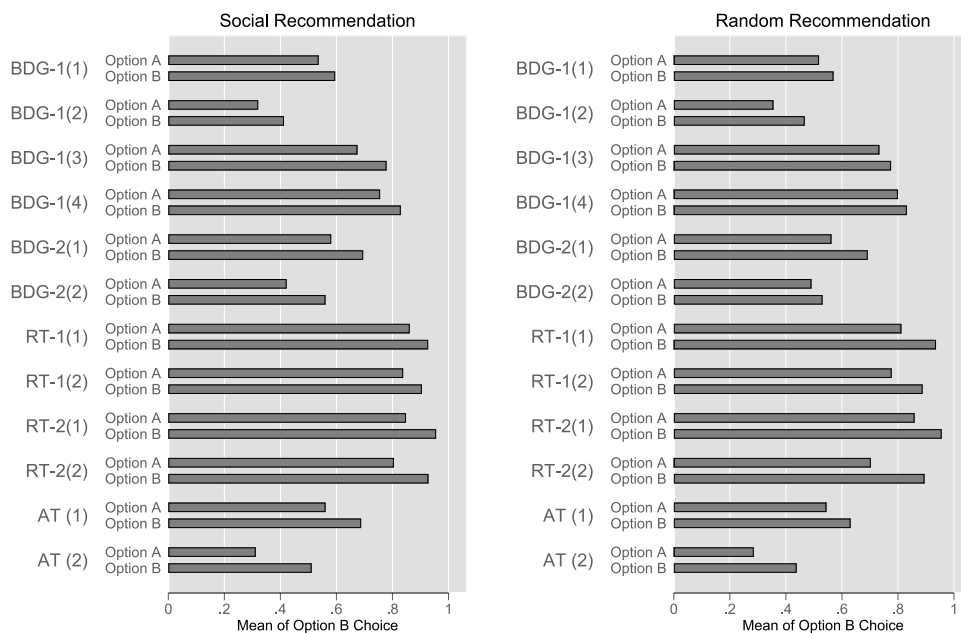 Social Recommendation
BDG-1(1)
Option A
Option B
BDG-1(2)
Option A
Option B
BDG-1(3)
Option A
Option B
BDG-1(4)
Option A
Option B
BDG-2(1)
Option A
Option B
BDG-2(2)
Option A
Option B
RT-1(1)
Option A
Option B
RT-1(2)
Option A
Option B
RT-2(1)
Option A
Option B
RT-2(2)
Option A
Option B
AT (1)
Option A
Option B
AT (2)
Option A
Option B
0 .2 .4 .6 .8 1
Mean of Option B Choice
Random Recommendation
BDG-1(1)
Option A
Option B
BDG-1(2)
Option A
Option B
BDG-1(3)
Option A
Option B
BDG-1(4)
Option A
Option B
BDG-2(1)
Option A
Option B
BDG-2(2)
Option A
Option B
RT-1(1)
Option A
Option B
RT-1(2)
Option A
Option B
RT-2(1)
Option A
Option B
RT-2(2)
Option A
Option B
AT (1)
Option A
Option B
AT (2)
Option A
Option B
0 .2 .4 .6 .8 1
Mean of Option B Choice